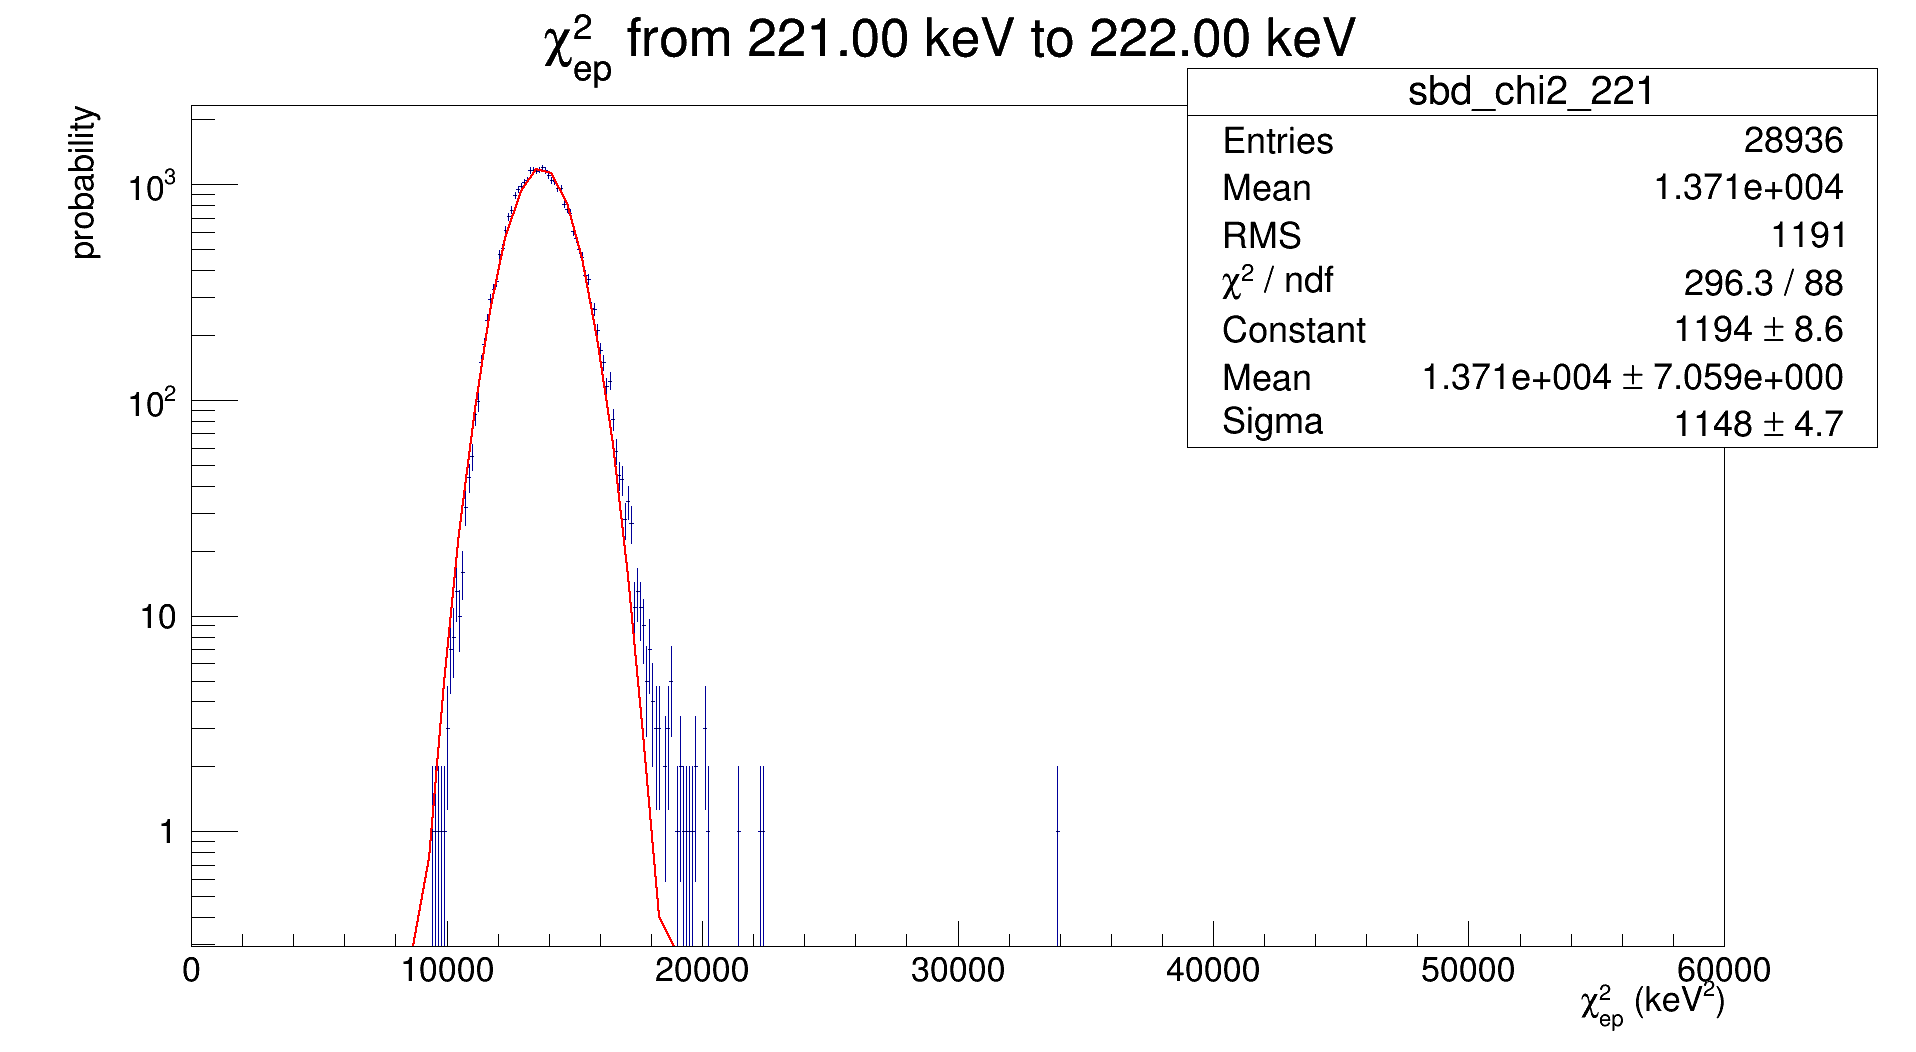 χ²ep from 221.00 keV to 222.00 keV
probability
sbd_chi2_221
Entries 28936
Mean 1.371e+004
RMS 1191
χ² / ndf 296.3 / 88
Constant 1194 ± 8.6
Mean 1.371e+004 ± 7.059e+000
Sigma 1148 ± 4.7
10³
10²
10
1
0 10000 20000 30000 40000 50000 60000
χ²ep (keV²)